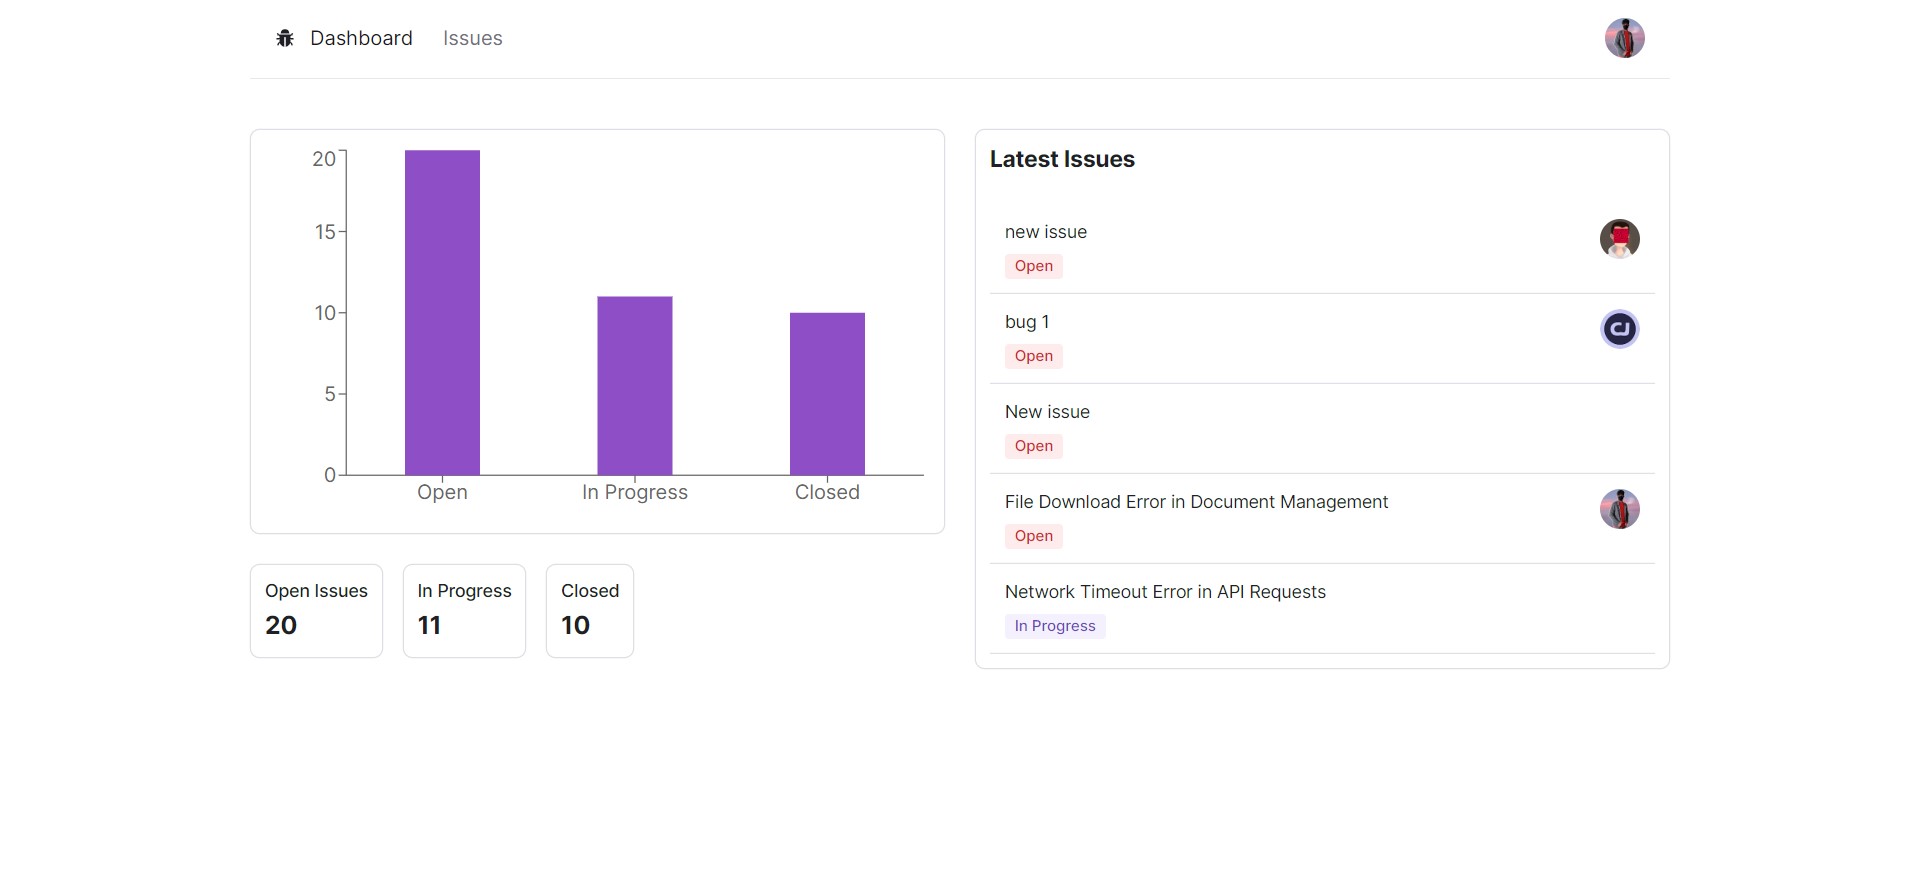 Dashboard Issues
20
15
10
5
0
Open In Progress Closed
Open Issues
20
In Progress
11
Closed
10
Latest Issues
new issue
Open
bug 1
Open
New issue
Open
File Download Error in Document Management
Open
Network Timeout Error in API Requests
In Progress